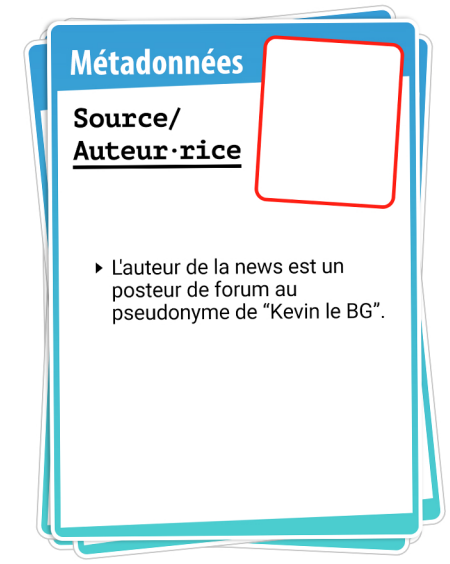 Métadonnées
Source/
Auteur·rice
‣ L'auteur de la news est un
posteur de forum au
pseudonyme de “Kevin le BG”.